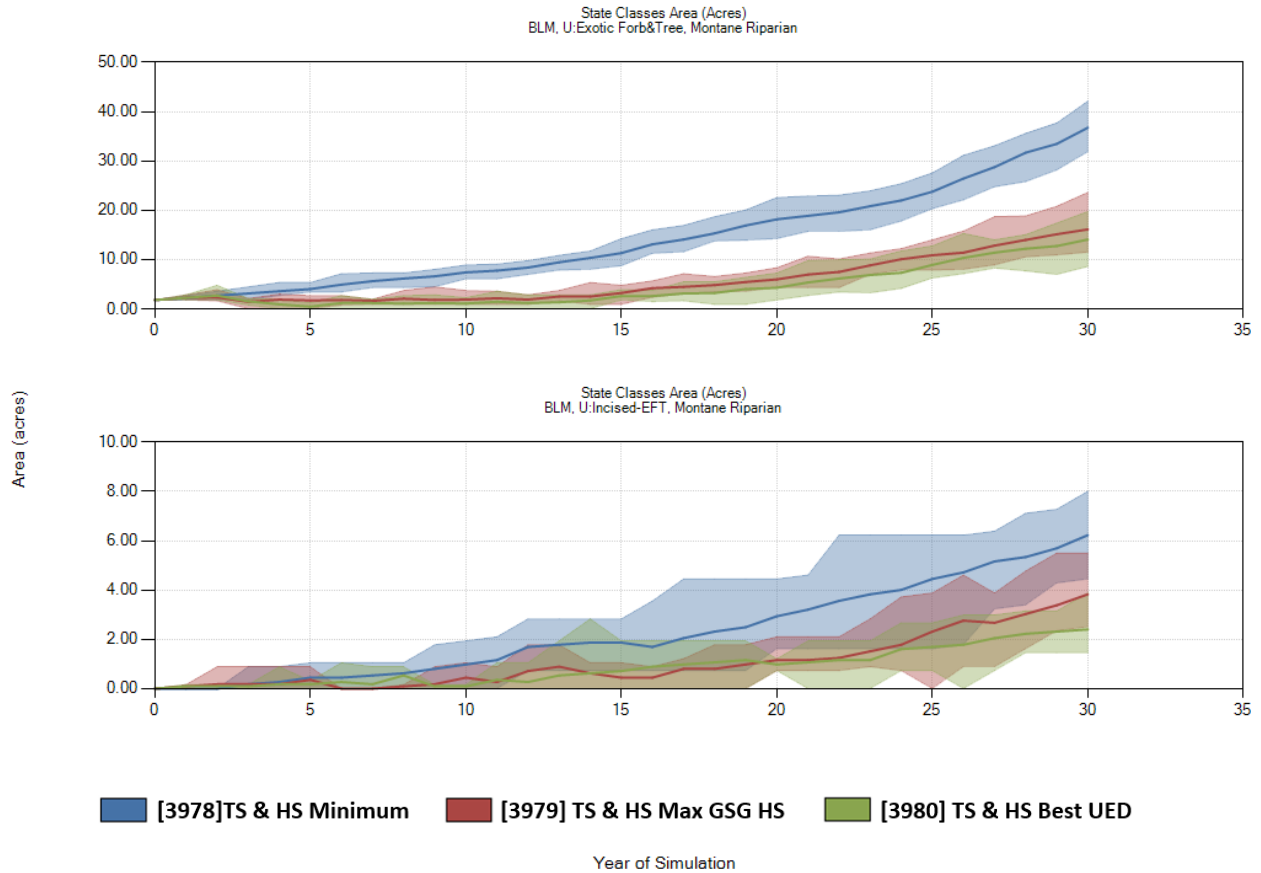 State Classes Area (Acres)
BLM, U:Exotic Forb&Tree, Montane Riparian
50.00
40.00
30.00
20.00
10.00
0.00
0 5 10 15 20 25 30 35
Area (acres)
State Classes Area (Acres)
BLM, U:Incised-EFT, Montane Riparian
10.00
8.00
6.00
4.00
2.00
0.00
0 5 10 15 20 25 30 35
[3978]TS & HS Minimum [3979] TS & HS Max GSG HS [3980] TS & HS Best UED
Year of Simulation